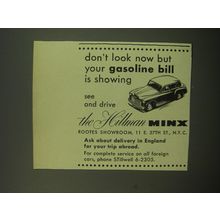 don't look now but
your gasoline bill
is showing
see
and drive
the Hillman MINX
ROOTES SHOWROOM, 11 E. 37TH ST., N.Y.C.
Ask about delivery in England
for your trip abroad.
For complete service on all foreign
cars, phone STillwell 6-2305.